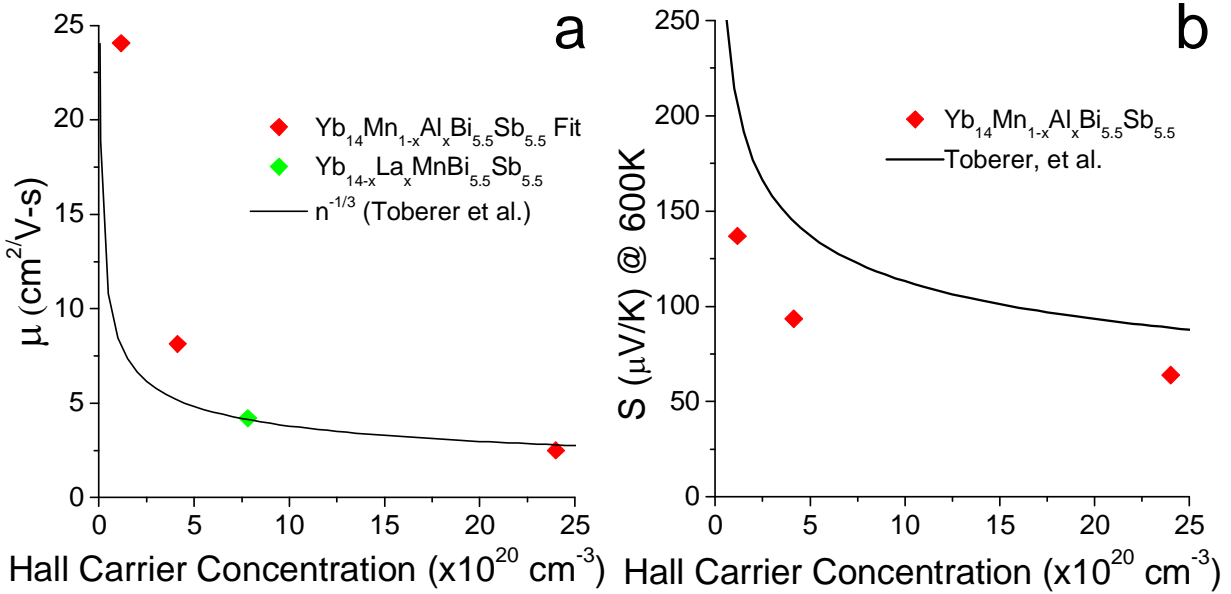 a
25
20
15
10
5
0
μ (cm²/V-s)
Yb₁₄Mn₁₋ₓAlₓBi₅.₅Sb₅.₅ Fit
Yb₁₄₋ₓLaₓMnBi₅.₅Sb₅.₅
n⁻¹/³ (Toberer et al.)
0 5 10 15 20 25
Hall Carrier Concentration (x10²⁰ cm⁻³)
b
250
200
150
100
50
0
S (μV/K) @ 600K
Yb₁₄Mn₁₋ₓAlₓBi₅.₅Sb₅.₅
Toberer, et al.
0 5 10 15 20 25
Hall Carrier Concentration (x10²⁰ cm⁻³)